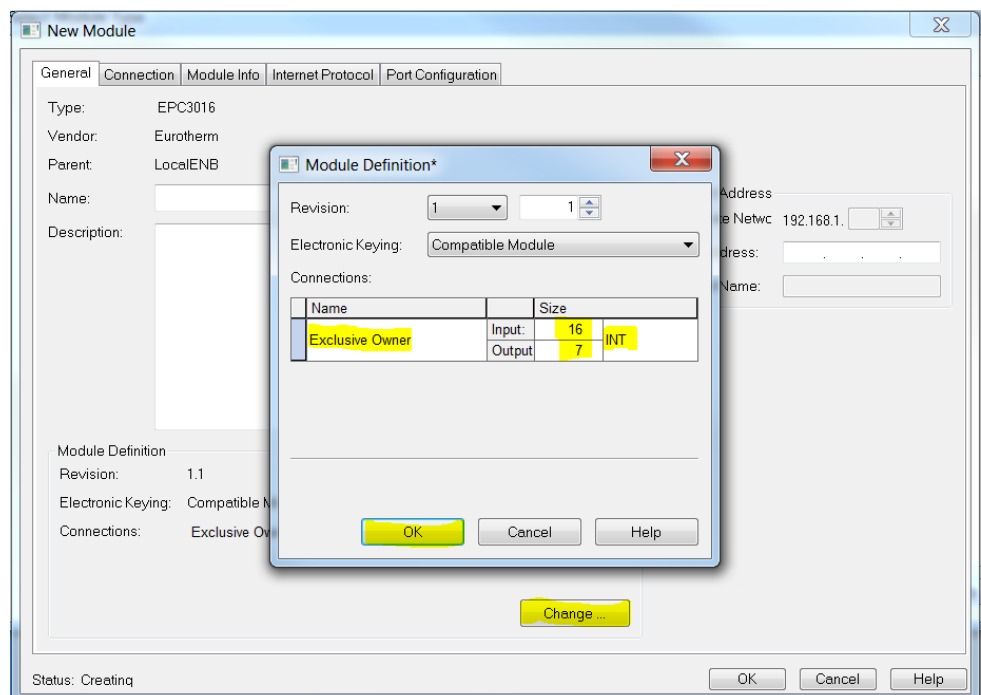 New Module
General Connection Module Info Internet Protocol Port Configuration
Type: EPC3016
Vendor: Eurotherm
Parent: LocalENB
Name:
Description:
Module Definition
Revision: 1.1
Electronic Keying: Compatible
Connections: Exclusive
Change ...
Address
192.168.1.
Name:
Module Definition*
Revision: 1 1
Electronic Keying: Compatible Module
Connections:
Name Size
Exclusive Owner
Input: 16
INT
Output 7
OK Cancel Help
Status: Creating
OK Cancel Help